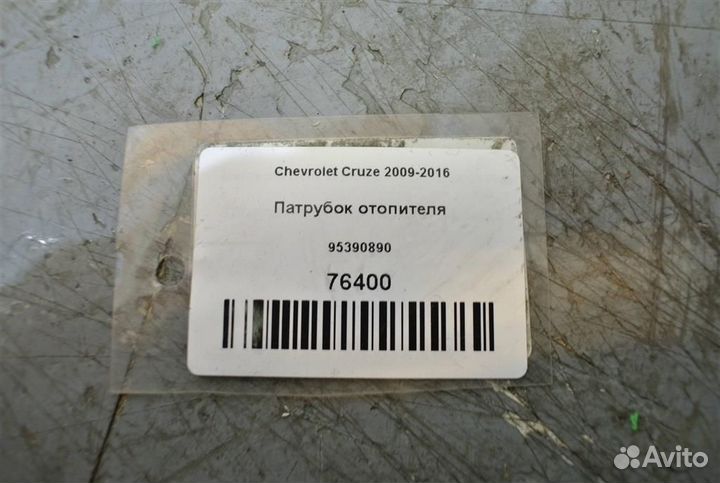 Chevrolet Cruze 2009-2016
Патрубок отопителя
95390890
76400
Avito